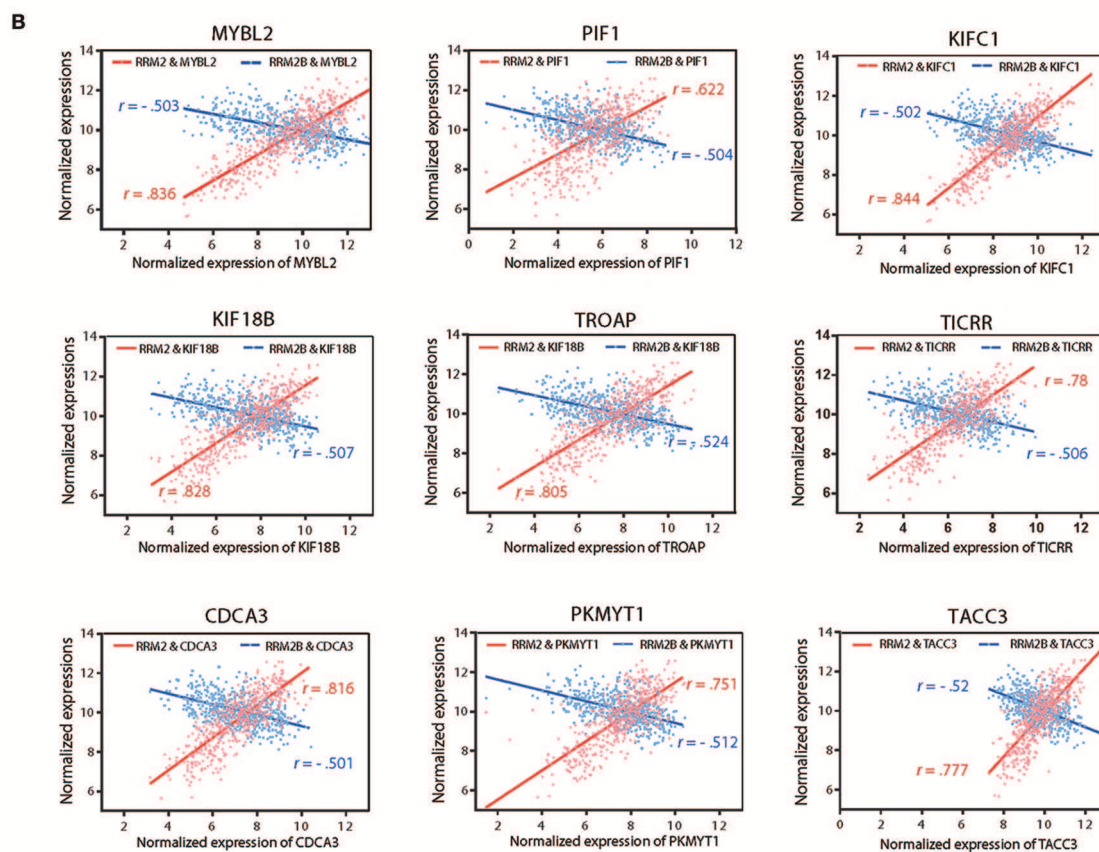 B
MYBL2
RRM2 & MYBL2 RRM2B & MYBL2
r = - .503
r = .836
Normalized expressions
14
12
10
8
6
2 4 6 8 10 12
Normalized expression of MYBL2
PIF1
RRM2 & PIF1 RRM2B & PIF1
r = .622
r = - .504
Normalized expressions
14
12
10
8
6
0 2 4 6 8 10 12
Normalized expression of PIF1
KIFC1
RRM2 & KIFC1 RRM2B & KIFC1
r = - .502
r = .844
Normalized expressions
14
12
10
8
6
2 4 6 8 10 12
Normalized expression of KIFC1
KIF18B
RRM2 & KIF18B RRM2B & KIF18B
r = - .507
r = .828
Normalized expressions
14
12
10
8
6
2 4 6 8 10 12
Normalized expression of KIF18B
TROAP
RRM2 & KIF18B RRM2B & KIF18B
r = - .524
r = .805
Normalized expressions
14
12
10
8
6
2 4 6 8 10 12
Normalized expression of TROAP
TICRR
RRM2 & TICRR RRM2B & TICRR
r = .78
r = - .506
Normalized expressions
14
12
10
8
6
2 4 6 8 10 12
Normalized expression of TICRR
CDCA3
RRM2 & CDCA3 RRM2B & CDCA3
r = .816
r = - .501
Normalized expressions
14
12
10
8
6
2 4 6 8 10 12
Normalized expression of CDCA3
PKMYT1
RRM2 & PKMYT1 RRM2B & PKMYT1
r = .751
r = - .512
Normalized expressions
14
12
10
8
6
2 4 6 8 10 12
Normalized expression of PKMYT1
TACC3
RRM2 & TACC3 RRM2B & TACC3
r = - .52
r = .777
Normalized expressions
14
12
10
8
6
0 2 4 6 8 10 12
Normalized expression of TACC3